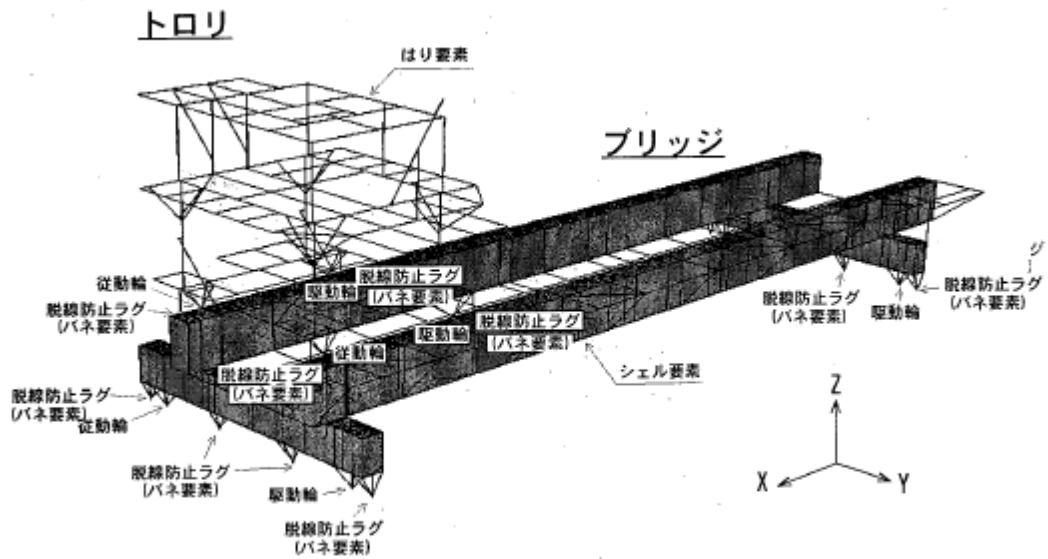 トロリ
はり要素
ブリッジ
従動輪
脱線防止ラグ
(バネ要素)
駆動輪
脱線防止ラグ
(バネ要素)
駆動輪
脱線防止ラグ
(バネ要素)
従動輪
脱線防止ラグ
(バネ要素)
脱線防止ラグ
(バネ要素)
駆動輪
脱線防止ラグ
(バネ要素)
シェル要素
脱線防止ラグ
(バネ要素)
従動輪
脱線防止ラグ
(バネ要素)
駆動輪
脱線防止ラグ
(バネ要素)
Z
X
Y